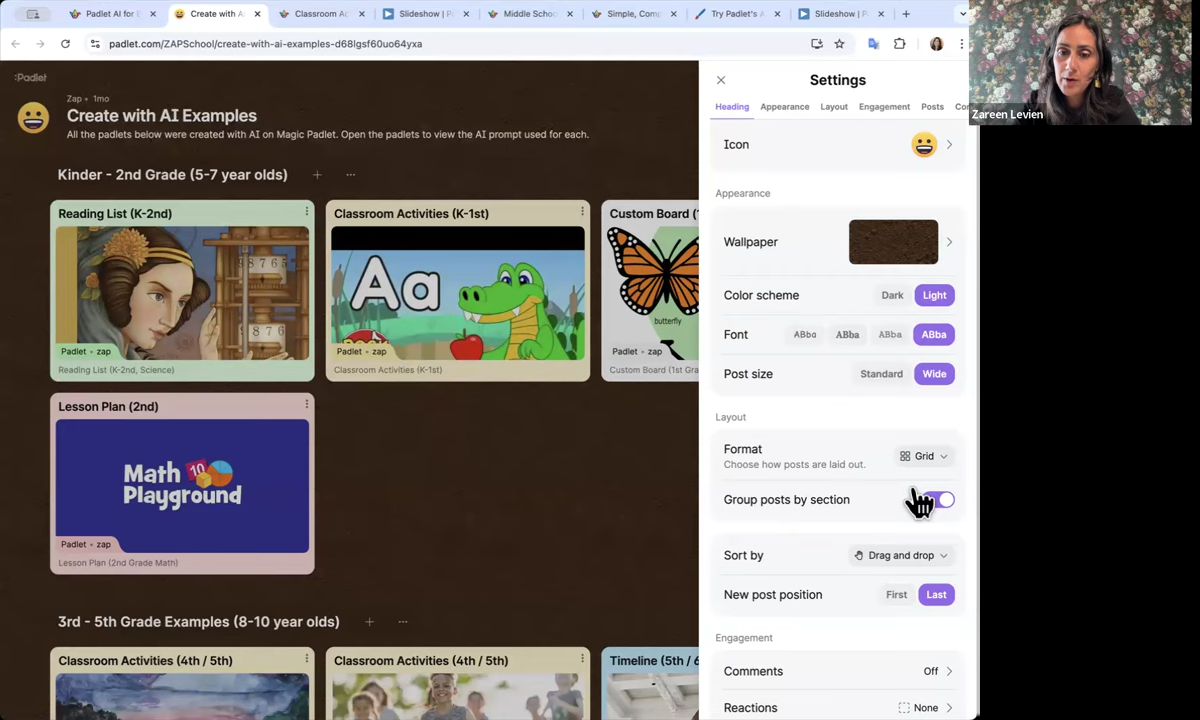 Padlet AI for E
Create with A
Classroom Ac
Slideshow | P
Middle Schoo
Simple, Comp
Try Padlet's A
Slideshow | P
padlet.com/ZAPSchool/create-with-ai-examples-d68lgsf60uo64yxa
Zareen Levien
:Padlet
Zap • 1mo
Create with AI Examples
All the padlets below were created with AI on Magic Padlet. Open the padlets to view the AI prompt used for each.
Kinder - 2nd Grade (5-7 year olds)
Reading List (K-2nd)
98765
9876
Padlet • zap
Reading List (K-2nd, Science)
Classroom Activities (K-1st)
Aa
Padlet • zap
Classroom Activities (K-1st)
Custom Board (1
butterfly
Padlet • zap
Custom Board (1st Gra
Lesson Plan (2nd)
Math 10
Playground
Padlet • zap
Lesson Plan (2nd Grade Math)
3rd - 5th Grade Examples (8-10 year olds)
Classroom Activities (4th / 5th)
Classroom Activities (4th / 5th)
Timeline (5th / 6
Settings
Heading Appearance Layout Engagement Posts Co
Icon
Appearance
Wallpaper
Color scheme Dark Light
Font ABba ABba ABba ABba
Post size Standard Wide
Layout
Format Grid
Choose how posts are laid out.
Group posts by section
Sort by Drag and drop
New post position First Last
Engagement
Comments Off
Reactions None